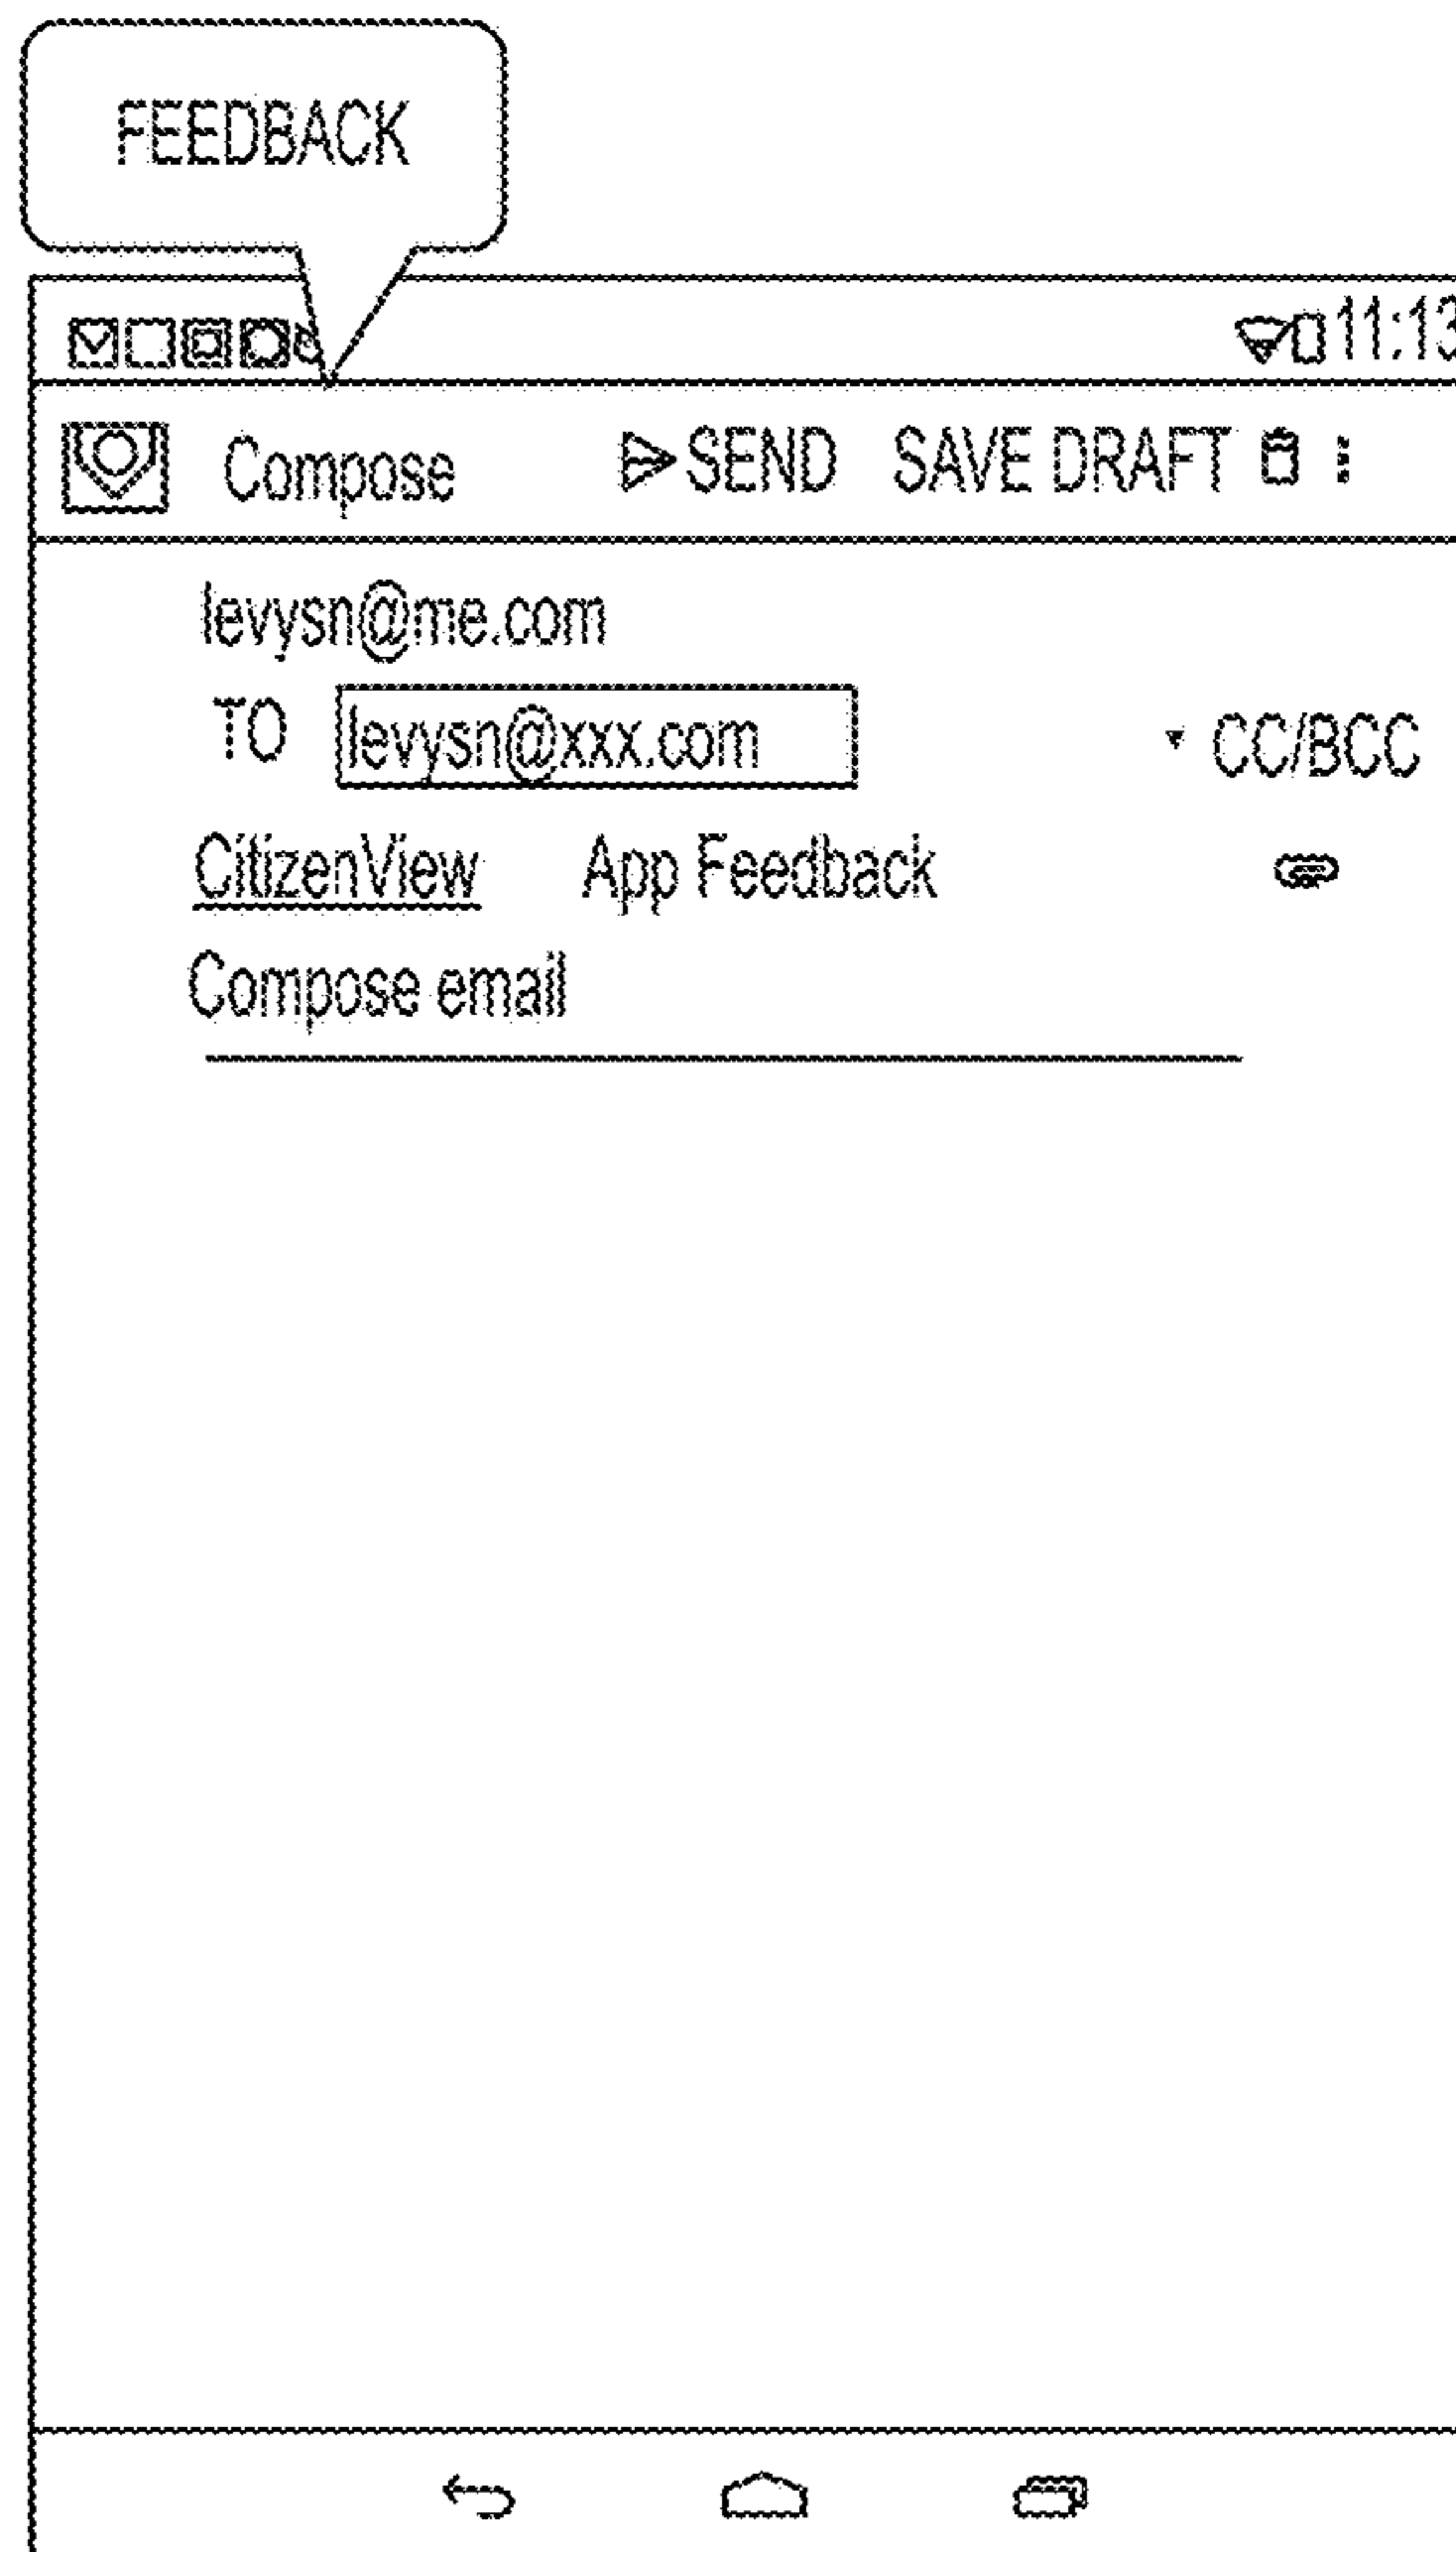 FEEDBACK
11:13
Compose SEND SAVE DRAFT
levysn@me.com
TO levysn@xxx.com CC/BCC
CitizenView App Feedback
Compose email